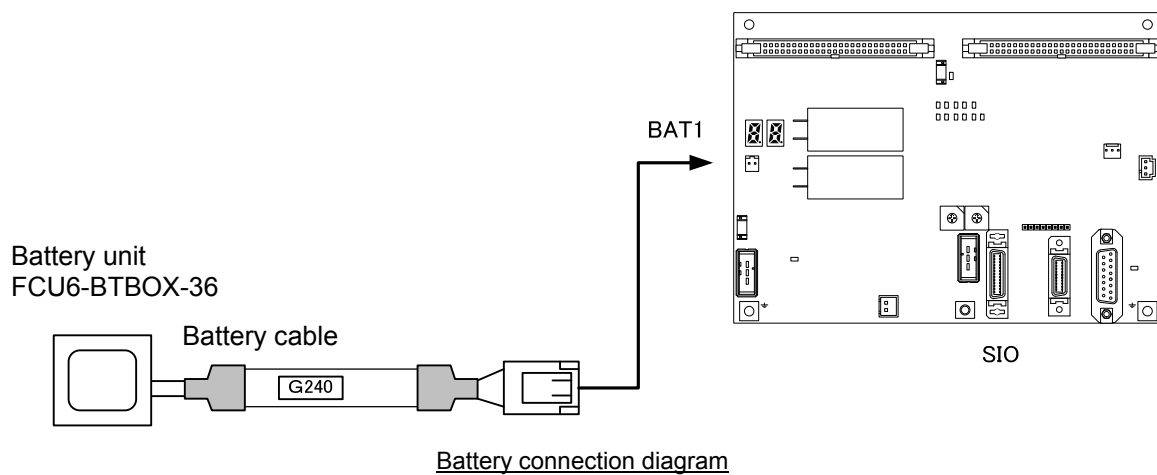 BAT1
Battery unit
FCU6-BTBOX-36
Battery cable
G240
SIO
Battery connection diagram